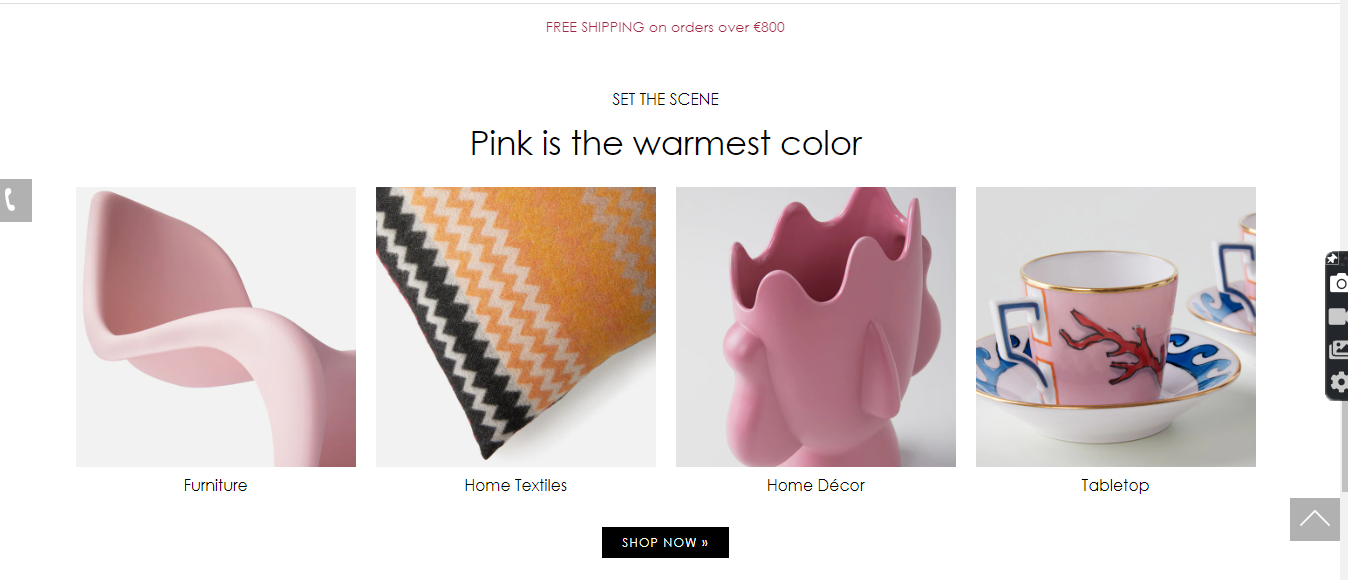 FREE SHIPPING on orders over €800
SET THE SCENE
Pink is the warmest color
Furniture
Home Textiles
Home Décor
Tabletop
SHOP NOW »